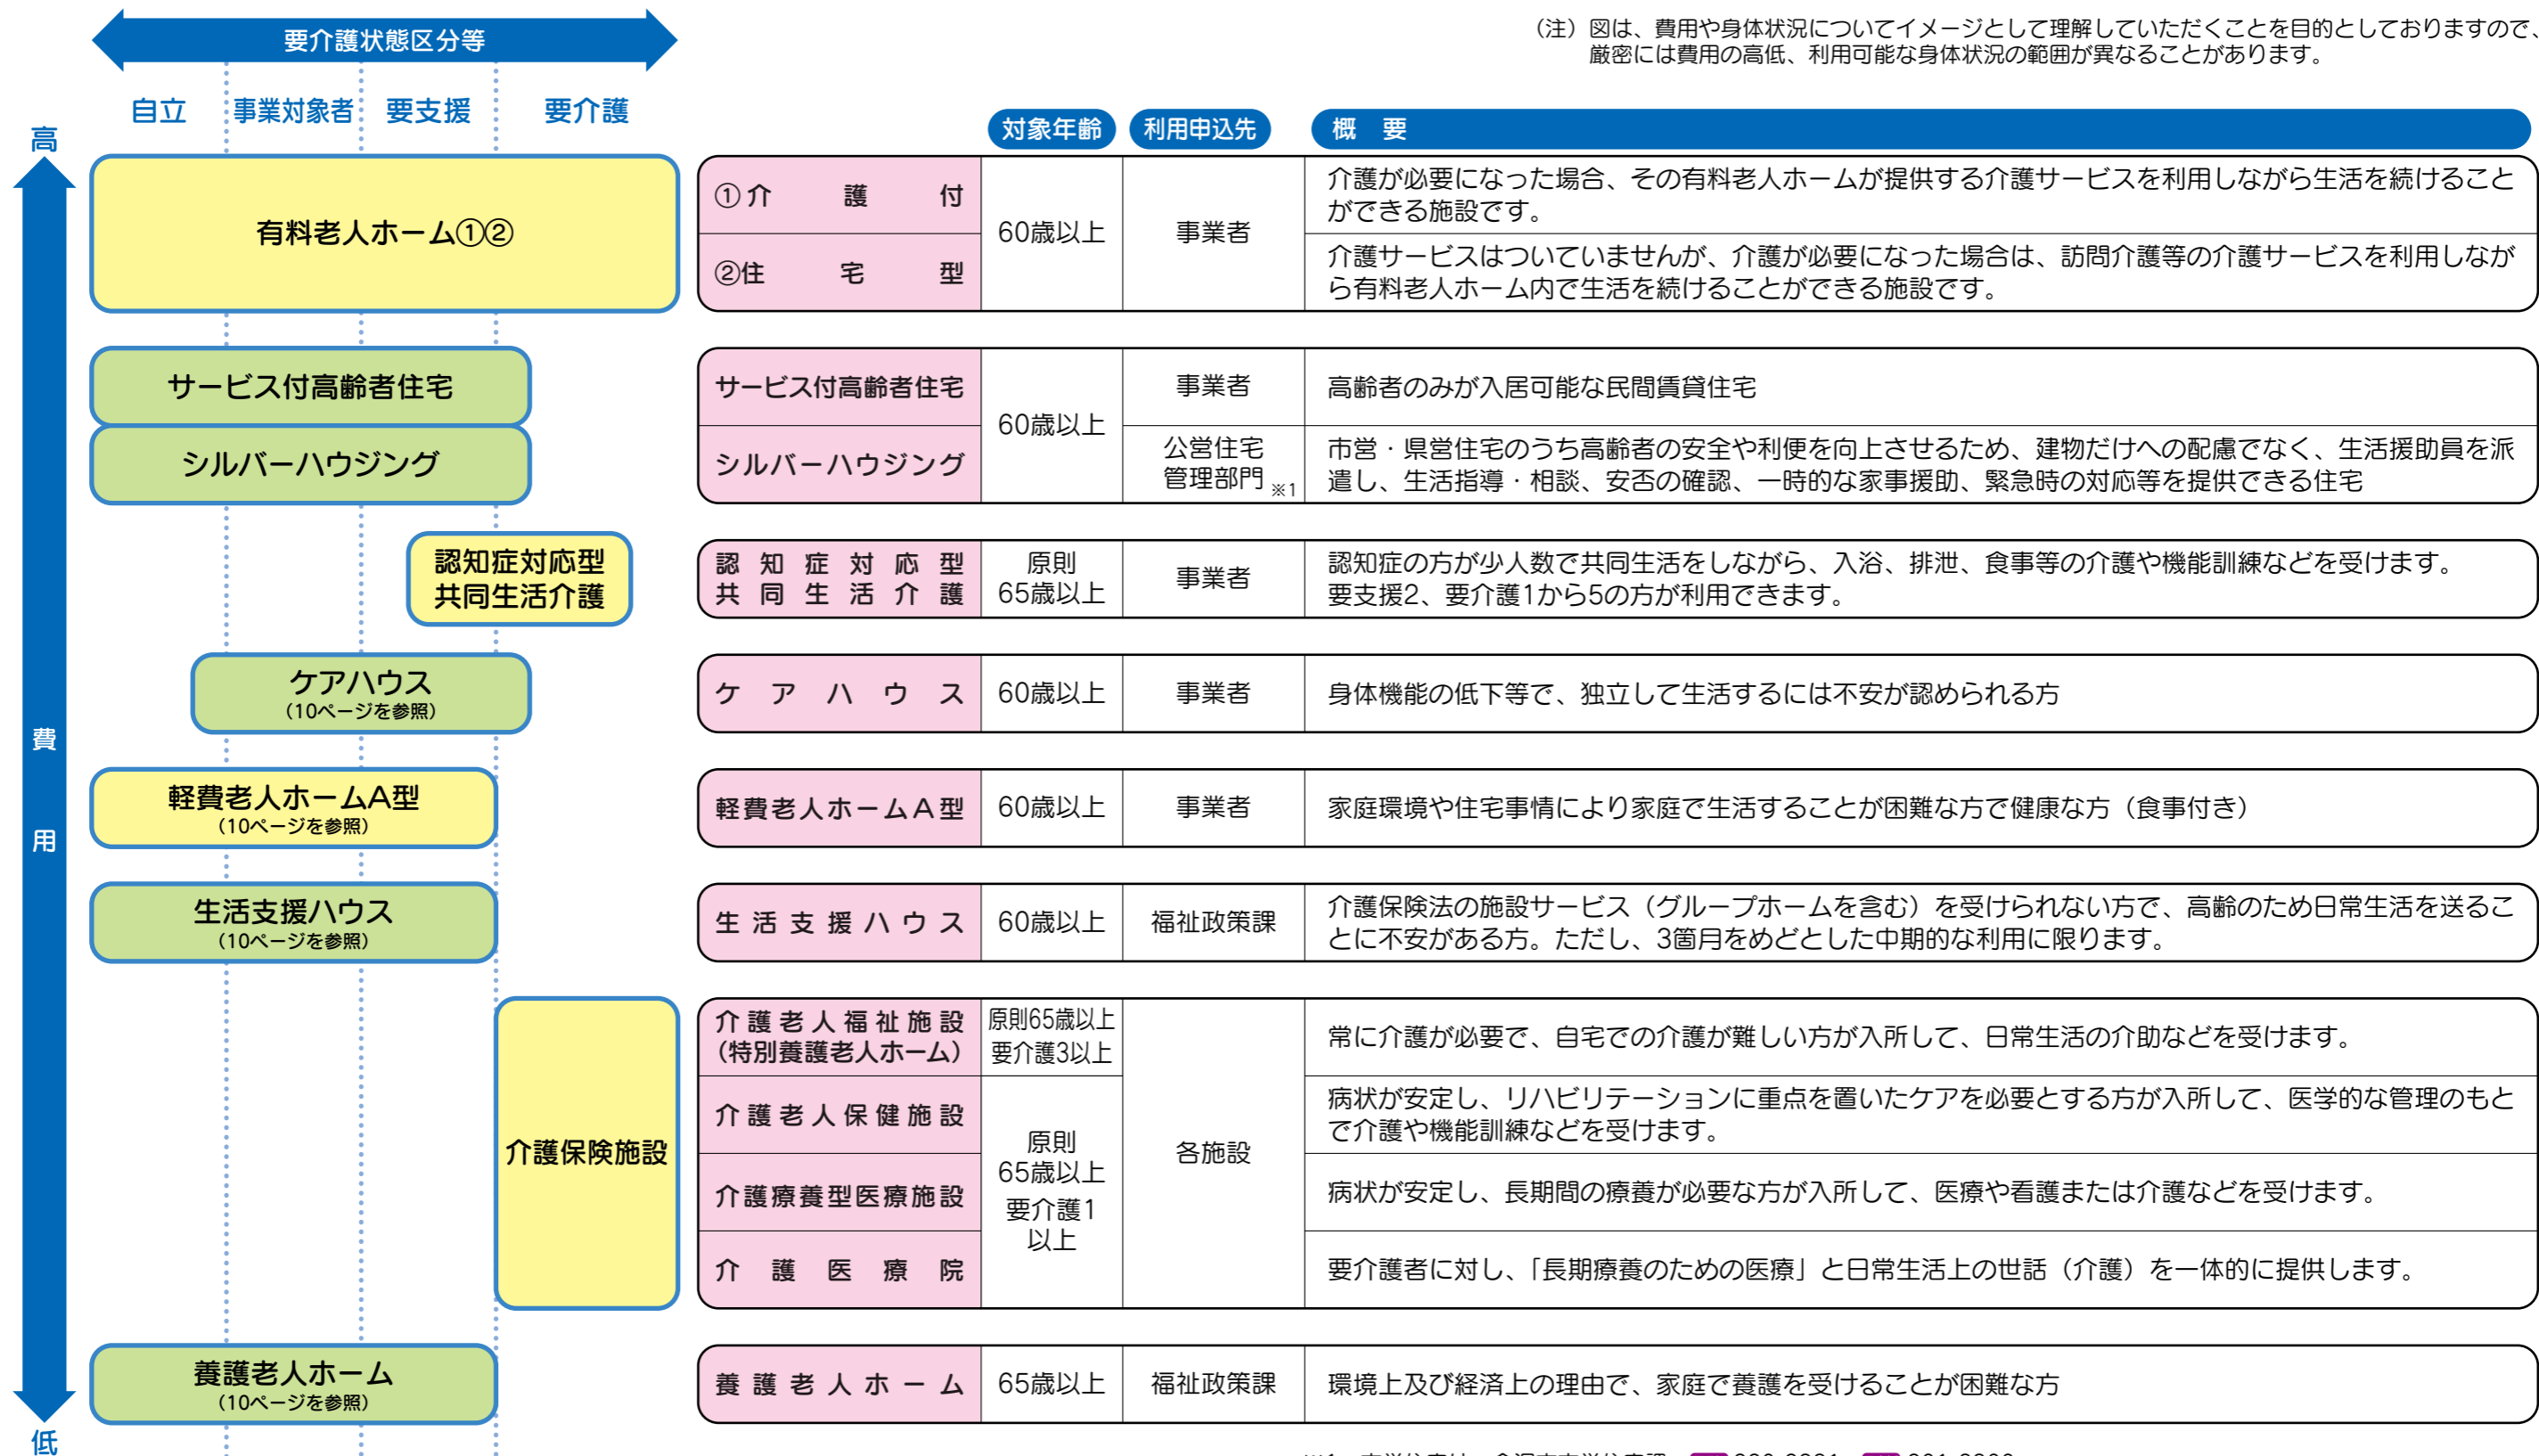 要介護状態区分等
(注)図は、費用や身体状況についてイメージとして理解していただくことを目的としておりますので、
厳密には費用の高低、利用可能な身体状況の範囲が異なることがあります。
自立 事業対象者 要支援 要介護
高
費用
低
対象年齢 利用申込先 概要
有料老人ホーム①②
①介護付
②住宅型
60歳以上
事業者
介護が必要になった場合、その有料老人ホームが提供する介護サービスを利用しながら生活を続けること
ができる施設です。
介護サービスはついていませんが、介護が必要になった場合は、訪問介護等の介護サービスを利用しなが
ら有料老人ホーム内で生活を続けることができる施設です。
サービス付高齢者住宅
シルバーハウジング
サービス付高齢者住宅
60歳以上
事業者
高齢者のみが入居可能な民間賃貸住宅
シルバーハウジング
公営住宅
管理部門 ※1
市営・県営住宅のうち高齢者の安全や利便を向上させるため、建物だけへの配慮でなく、生活援助員を派
遣し、生活指導・相談、安否の確認、一時的な家事援助、緊急時の対応等を提供できる住宅
認知症対応型
共同生活介護
認知症対応型
共同生活介護
原則
65歳以上
事業者
認知症の方が少人数で共同生活をしながら、入浴、排泄、食事等の介護や機能訓練などを受けます。
要支援2、要介護1から5の方が利用できます。
ケアハウス
(10ページを参照)
ケアハウス
60歳以上
事業者
身体機能の低下等で、独立して生活するには不安が認められる方
軽費老人ホームA型
(10ページを参照)
軽費老人ホームA型
60歳以上
事業者
家庭環境や住宅事情により家庭で生活することが困難な方で健康な方(食事付き)
生活支援ハウス
(10ページを参照)
生活支援ハウス
60歳以上
福祉政策課
介護保険法の施設サービス(グループホームを含む)を受けられない方で、高齢のため日常生活を送るこ
とに不安がある方。ただし、3箇月をめどとした中期的な利用に限ります。
介護保険施設
介護老人福祉施設
(特別養護老人ホーム)
原則65歳以上
要介護3以上
各施設
常に介護が必要で、自宅での介護が難しい方が入所して、日常生活の介助などを受けます。
介護老人保健施設
原則
65歳以上
要介護1
以上
病状が安定し、リハビリテーションに重点を置いたケアを必要とする方が入所して、医学的な管理のもと
で介護や機能訓練などを受けます。
介護療養型医療施設
病状が安定し、長期間の療養が必要な方が入所して、医療や看護または介護などを受けます。
介護医療院
要介護者に対し、「長期療養のための医療」と日常生活上の世話(介護)を一体的に提供します。
養護老人ホーム
(10ページを参照)
養護老人ホーム
65歳以上
福祉政策課
環境上及び経済上の理由で、家庭で養護を受けることが困難な方